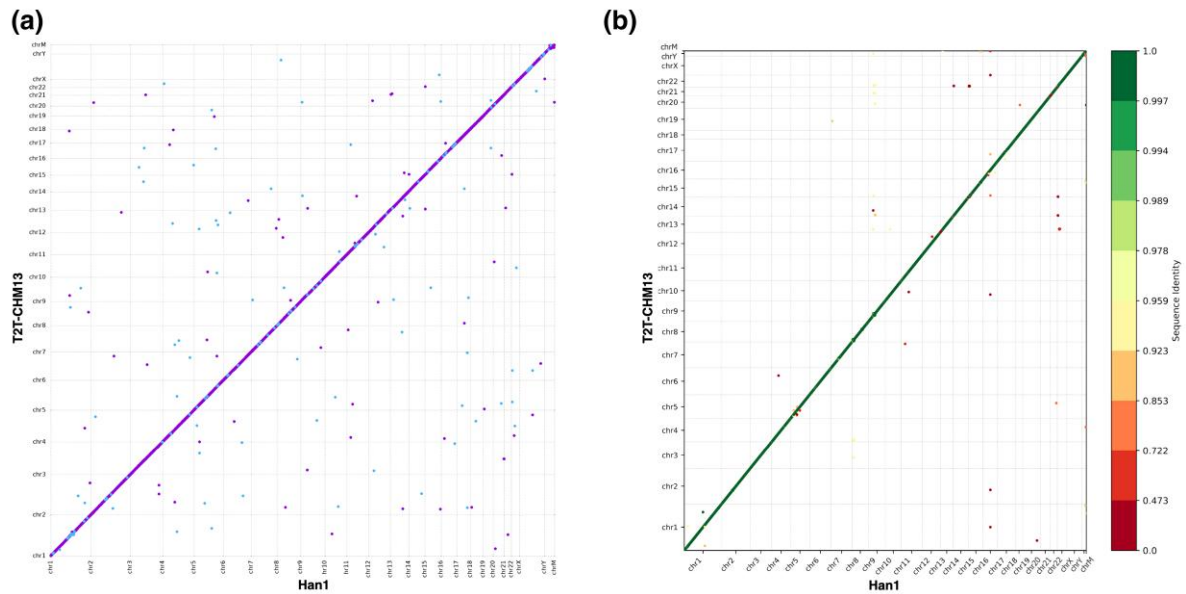 (a)
chrM
chrY
chrX
chr22
chr21
chr20
chr19
chr18
chr17
chr16
chr15
chr14
chr13
chr12
chr11
chr10
chr9
chr8
chr7
chr6
chr5
chr4
chr3
chr2
chr1
T2T-CHM13
chr1 chr2 chr3 chr4 chr5 chr6 chr7 chr8 chr9 chr10 chr11 chr12 chr13 chr14 chr15 chr16 chr17 chr18 chr19 chr20 chr21 chr22 chrX chrY chrM
Han1
(b)
chrM
chrY
chrX
chr22
chr21
chr20
chr19
chr18
chr17
chr16
chr15
chr14
chr13
chr12
chr11
chr10
chr9
chr8
chr7
chr6
chr5
chr4
chr3
chr2
chr1
T2T-CHM13
chr1 chr2 chr3 chr4 chr5 chr6 chr7 chr8 chr9 chr10 chr11 chr12 chr13 chr14 chr15 chr16 chr17 chr18 chr19 chr20 chr21 chr22 chrX chrY chrM
Han1
1.0
0.997
0.994
0.989
0.978
0.959
0.923
0.853
0.722
0.473
0.0
Sequence identity